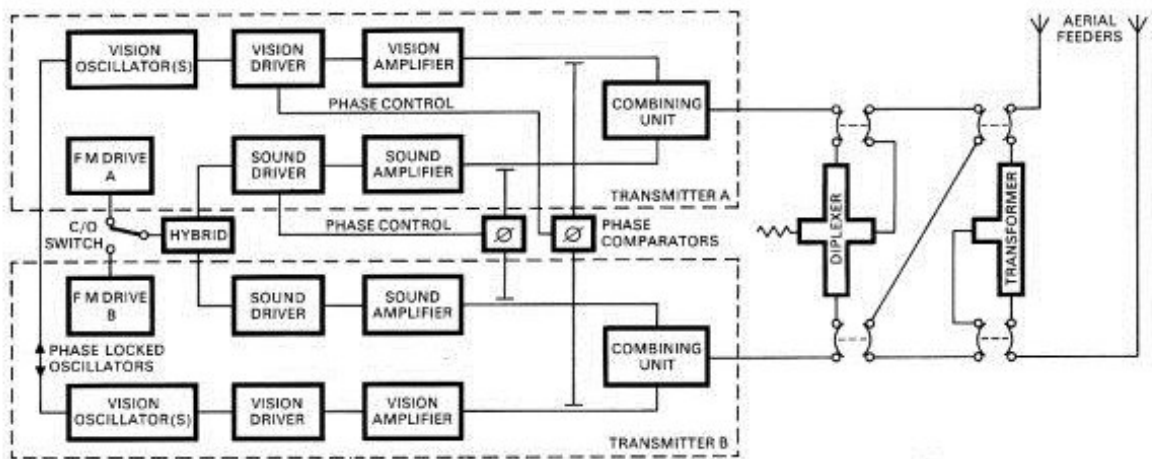 VISION
OSCILLATOR(S)
VISION
DRIVER
VISION
AMPLIFIER
AERIAL
FEEDERS
PHASE CONTROL
COMBINING
UNIT
FM DRIVE
A
SOUND
DRIVER
SOUND
AMPLIFIER
TRANSMITTER A
C/O
SWITCH
HYBRID
PHASE CONTROL
Ø
Ø
PHASE
COMPARATORS
DIPLEXER
TRANSFORMER
FM DRIVE
B
SOUND
DRIVER
SOUND
AMPLIFIER
PHASE LOCKED
OSCILLATORS
COMBINING
UNIT
VISION
OSCILLATOR(S)
VISION
DRIVER
VISION
AMPLIFIER
TRANSMITTER B